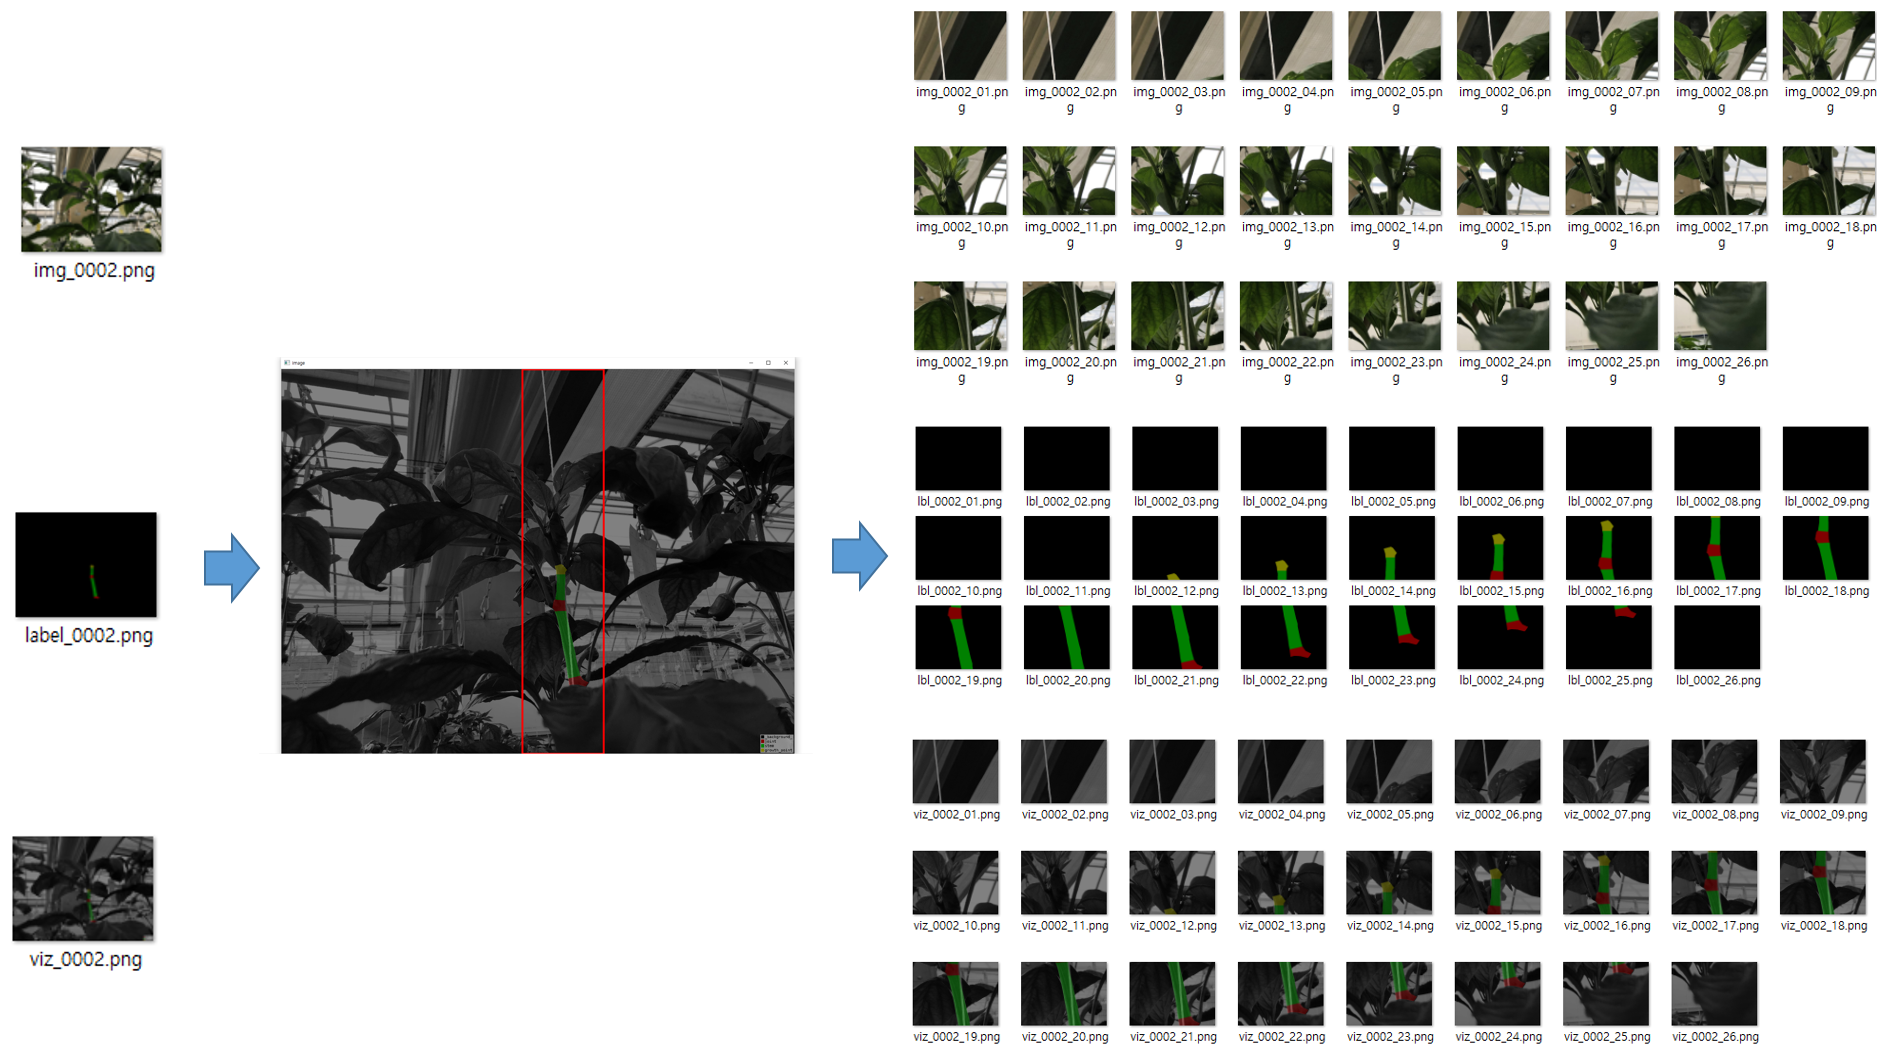 img_0002.png
label_0002.png
viz_0002.png
image
img_0002_01.pn
g
img_0002_02.pn
g
img_0002_03.pn
g
img_0002_04.pn
g
img_0002_05.pn
g
img_0002_06.pn
g
img_0002_07.pn
g
img_0002_08.pn
g
img_0002_09.pn
g
img_0002_10.pn
g
img_0002_11.pn
g
img_0002_12.pn
g
img_0002_13.pn
g
img_0002_14.pn
g
img_0002_15.pn
g
img_0002_16.pn
g
img_0002_17.pn
g
img_0002_18.pn
g
img_0002_19.pn
g
img_0002_20.pn
g
img_0002_21.pn
g
img_0002_22.pn
g
img_0002_23.pn
g
img_0002_24.pn
g
img_0002_25.pn
g
img_0002_26.pn
g
lbl_0002_01.png
lbl_0002_02.png
lbl_0002_03.png
lbl_0002_04.png
lbl_0002_05.png
lbl_0002_06.png
lbl_0002_07.png
lbl_0002_08.png
lbl_0002_09.png
lbl_0002_10.png
lbl_0002_11.png
lbl_0002_12.png
lbl_0002_13.png
lbl_0002_14.png
lbl_0002_15.png
lbl_0002_16.png
lbl_0002_17.png
lbl_0002_18.png
lbl_0002_19.png
lbl_0002_20.png
lbl_0002_21.png
lbl_0002_22.png
lbl_0002_23.png
lbl_0002_24.png
lbl_0002_25.png
lbl_0002_26.png
viz_0002_01.png
viz_0002_02.png
viz_0002_03.png
viz_0002_04.png
viz_0002_05.png
viz_0002_06.png
viz_0002_07.png
viz_0002_08.png
viz_0002_09.png
viz_0002_10.png
viz_0002_11.png
viz_0002_12.png
viz_0002_13.png
viz_0002_14.png
viz_0002_15.png
viz_0002_16.png
viz_0002_17.png
viz_0002_18.png
viz_0002_19.png
viz_0002_20.png
viz_0002_21.png
viz_0002_22.png
viz_0002_23.png
viz_0002_24.png
viz_0002_25.png
viz_0002_26.png